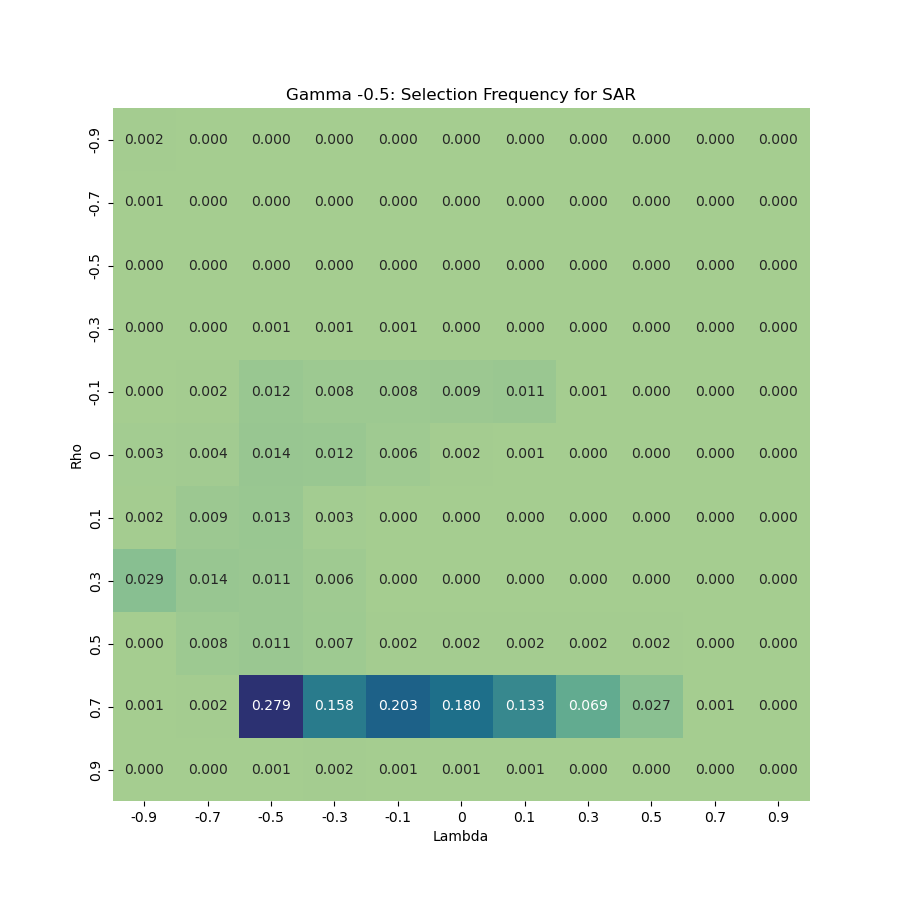 Gamma -0.5: Selection Frequency for SAR
-0.9 0.002 0.000 0.000 0.000 0.000 0.000 0.000 0.000 0.000 0.000 0.000
-0.7 0.001 0.000 0.000 0.000 0.000 0.000 0.000 0.000 0.000 0.000 0.000
-0.5 0.000 0.000 0.000 0.000 0.000 0.000 0.000 0.000 0.000 0.000 0.000
-0.3 0.000 0.000 0.001 0.001 0.001 0.000 0.000 0.000 0.000 0.000 0.000
-0.1 0.000 0.002 0.012 0.008 0.008 0.009 0.011 0.001 0.000 0.000 0.000
Rho
0 0.003 0.004 0.014 0.012 0.006 0.002 0.001 0.000 0.000 0.000 0.000
0.1 0.002 0.009 0.013 0.003 0.000 0.000 0.000 0.000 0.000 0.000 0.000
0.3 0.029 0.014 0.011 0.006 0.000 0.000 0.000 0.000 0.000 0.000 0.000
0.5 0.000 0.008 0.011 0.007 0.002 0.002 0.002 0.002 0.002 0.000 0.000
0.7 0.001 0.002 0.279 0.158 0.203 0.180 0.133 0.069 0.027 0.001 0.000
0.9 0.000 0.000 0.001 0.002 0.001 0.001 0.001 0.000 0.000 0.000 0.000
-0.9 -0.7 -0.5 -0.3 -0.1 0 0.1 0.3 0.5 0.7 0.9
Lambda